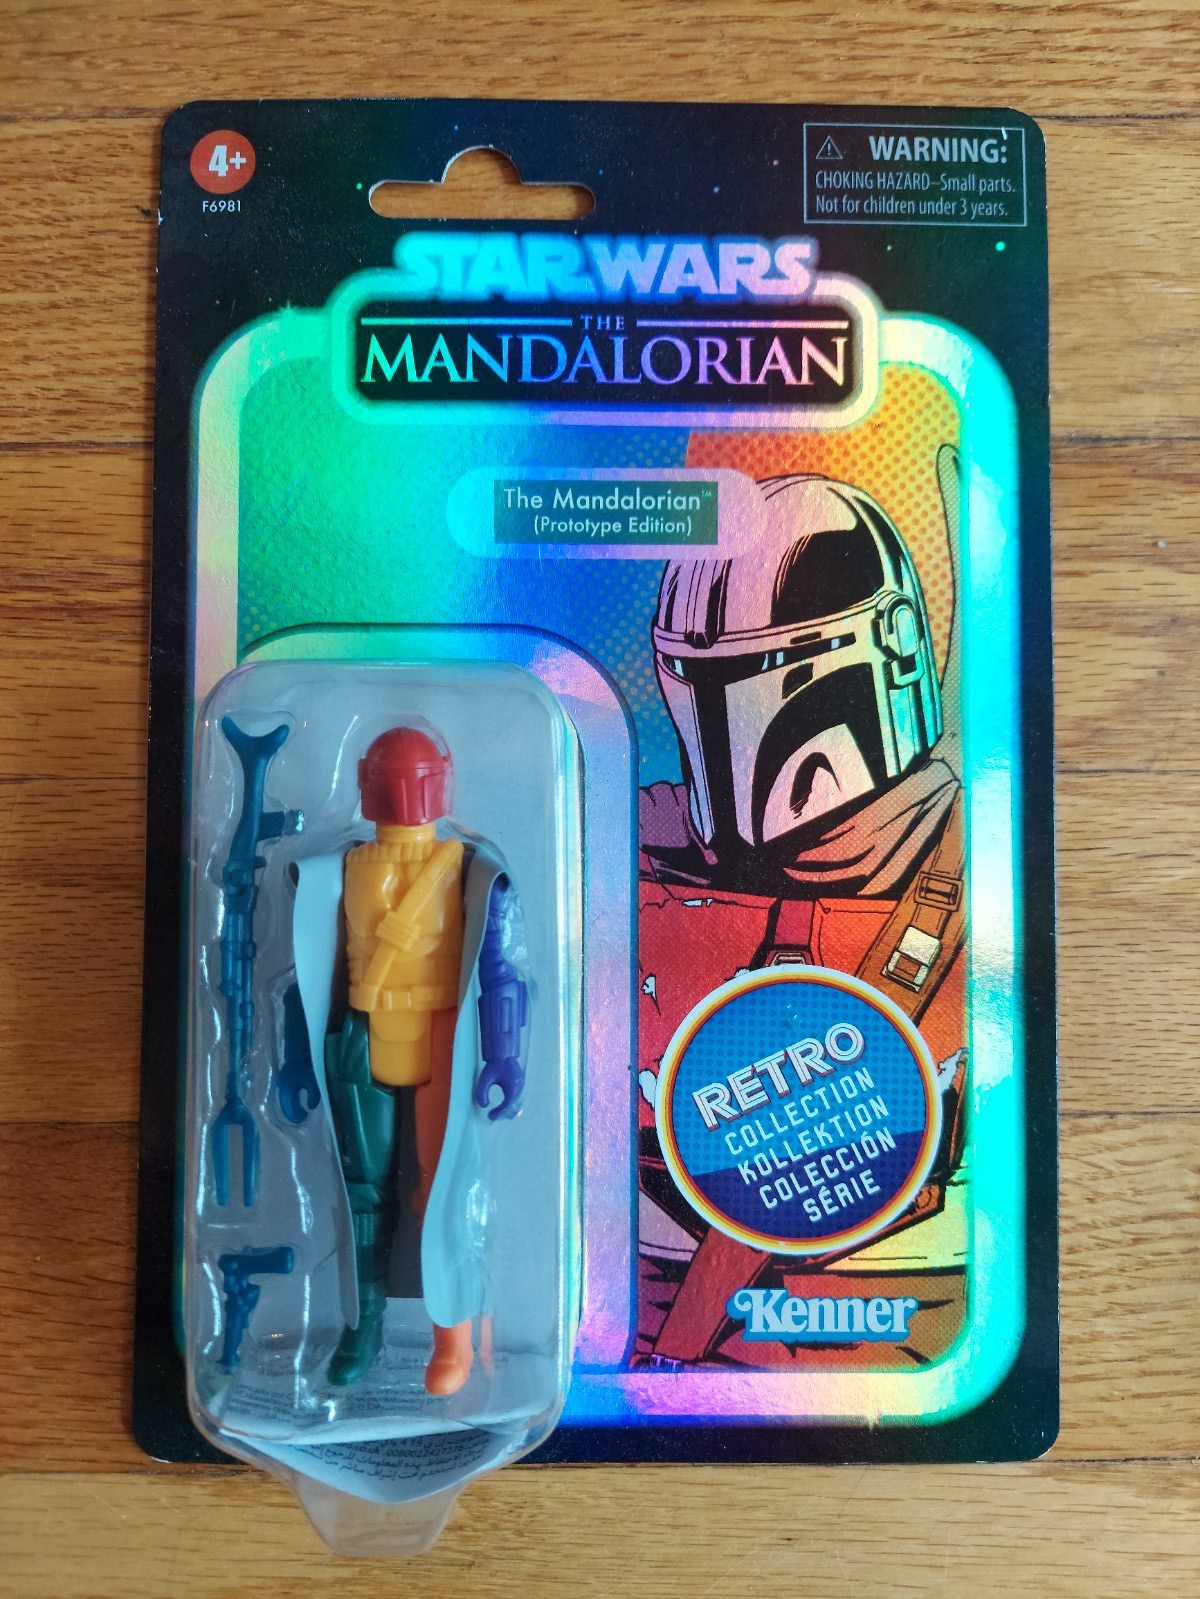 4+
F6981
⚠ WARNING:
CHOKING HAZARD–Small parts.
Not for children under 3 years.
STAR WARS
THE
MANDALORIAN
The Mandalorian™
(Prototype Edition)
RETRO
COLLECTION
KOLLEKTION
COLECCIÓN
SÉRIE
Kenner